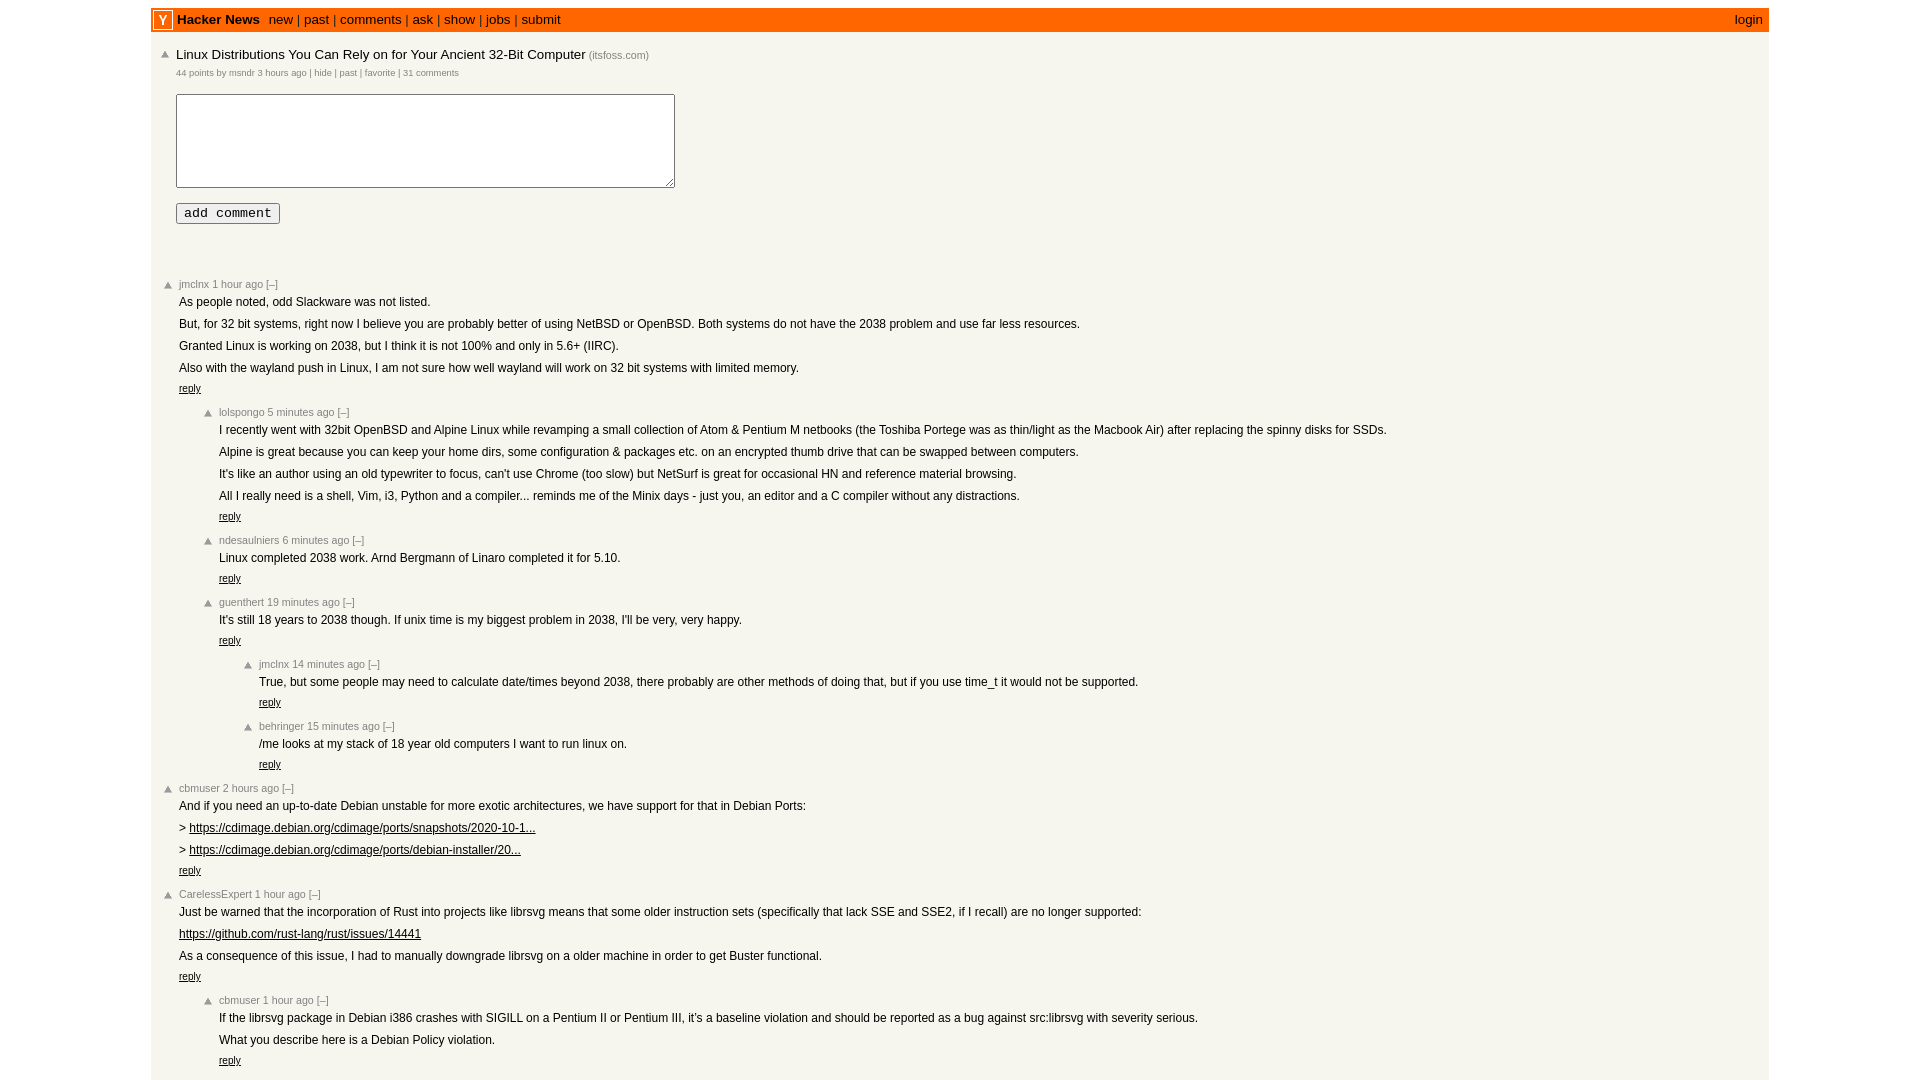 Y Hacker News new | past | comments | ask | show | jobs | submit login
Linux Distributions You Can Rely on for Your Ancient 32-Bit Computer (itsfoss.com)
44 points by msndr 3 hours ago | hide | past | favorite | 31 comments
add comment
jmclnx 1 hour ago [–]
As people noted, odd Slackware was not listed.
But, for 32 bit systems, right now I believe you are probably better of using NetBSD or OpenBSD. Both systems do not have the 2038 problem and use far less resources.
Granted Linux is working on 2038, but I think it is not 100% and only in 5.6+ (IIRC).
Also with the wayland push in Linux, I am not sure how well wayland will work on 32 bit systems with limited memory.
reply
lolspongo 5 minutes ago [–]
I recently went with 32bit OpenBSD and Alpine Linux while revamping a small collection of Atom & Pentium M netbooks (the Toshiba Portege was as thin/light as the Macbook Air) after replacing the spinny disks for SSDs.
Alpine is great because you can keep your home dirs, some configuration & packages etc. on an encrypted thumb drive that can be swapped between computers.
It's like an author using an old typewriter to focus, can't use Chrome (too slow) but NetSurf is great for occasional HN and reference material browsing.
All I really need is a shell, Vim, i3, Python and a compiler... reminds me of the Minix days - just you, an editor and a C compiler without any distractions.
reply
ndesaulniers 6 minutes ago [–]
Linux completed 2038 work. Arnd Bergmann of Linaro completed it for 5.10.
reply
guenthert 19 minutes ago [–]
It's still 18 years to 2038 though. If unix time is my biggest problem in 2038, I'll be very, very happy.
reply
jmclnx 14 minutes ago [–]
True, but some people may need to calculate date/times beyond 2038, there probably are other methods of doing that, but if you use time_t it would not be supported.
reply
behringer 15 minutes ago [–]
/me looks at my stack of 18 year old computers I want to run linux on.
reply
cbmuser 2 hours ago [–]
And if you need an up-to-date Debian unstable for more exotic architectures, we have support for that in Debian Ports:
> https://cdimage.debian.org/cdimage/ports/snapshots/2020-10-1...
> https://cdimage.debian.org/cdimage/ports/debian-installer/20...
reply
CarelessExpert 1 hour ago [–]
Just be warned that the incorporation of Rust into projects like librsvg means that some older instruction sets (specifically that lack SSE and SSE2, if I recall) are no longer supported:
https://github.com/rust-lang/rust/issues/14441
As a consequence of this issue, I had to manually downgrade librsvg on a older machine in order to get Buster functional.
reply
cbmuser 1 hour ago [–]
If the librsvg package in Debian i386 crashes with SIGILL on a Pentium II or Pentium III, it’s a baseline violation and should be reported as a bug against src:librsvg with severity serious.
What you describe here is a Debian Policy violation.
reply